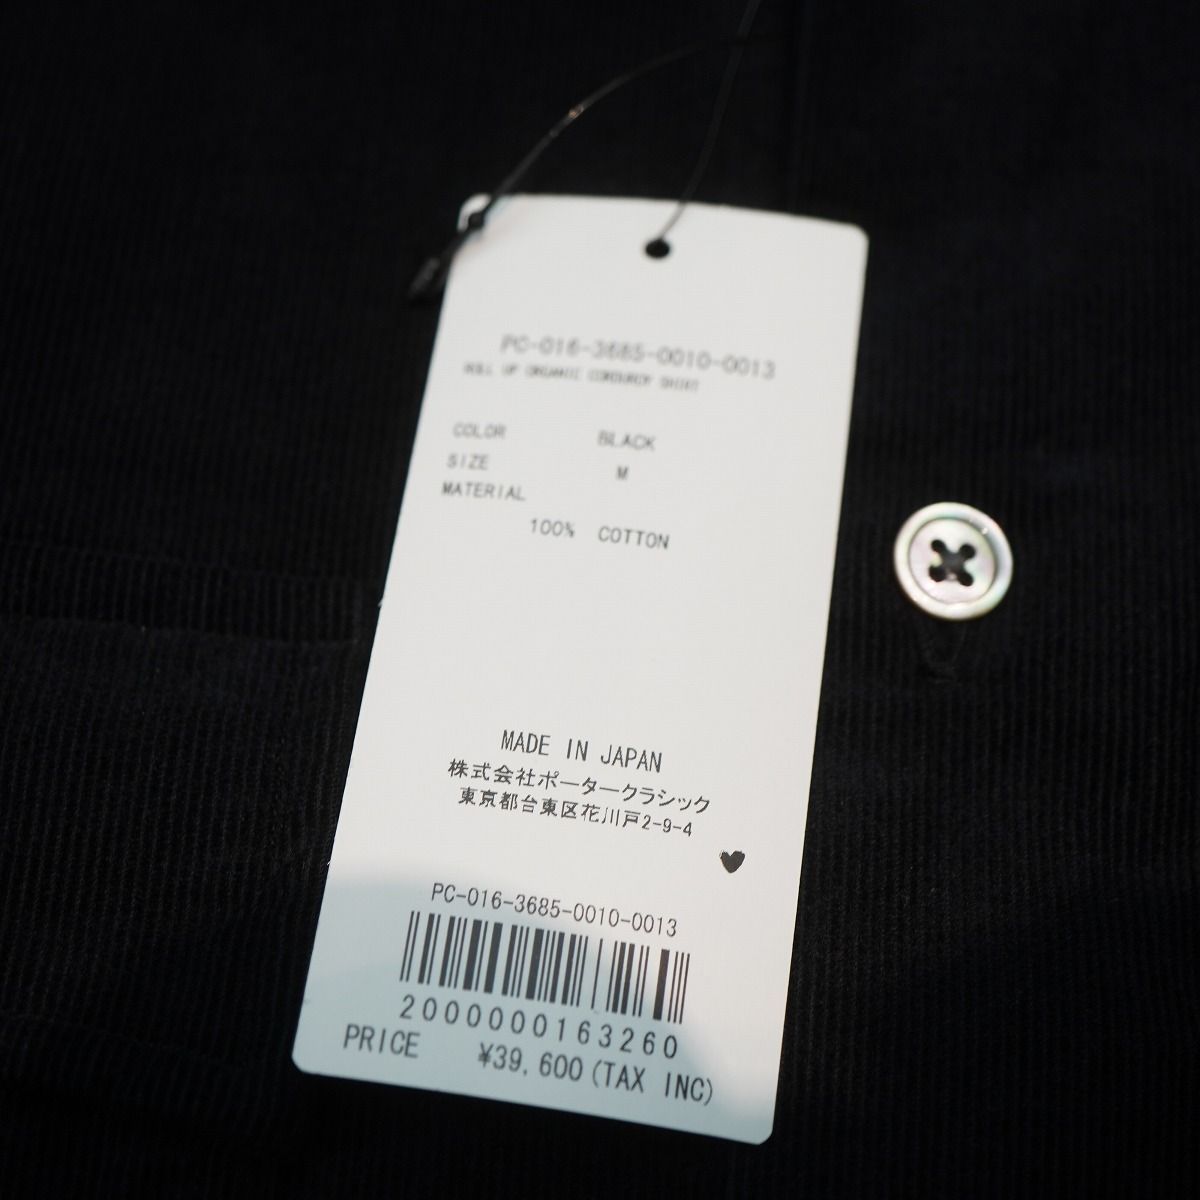 PC-016-3685-0010-0013
ROLL UP ORGANIC CORDUROY SHIRT
COLOR BLACK
SIZE M
MATERIAL
100% COTTON
MADE IN JAPAN
株式会社ポータークラシック
東京都台東区花川戸2-9-4
PC-016-3685-0010-0013
2000000163260
PRICE ¥39,600(TAX INC)